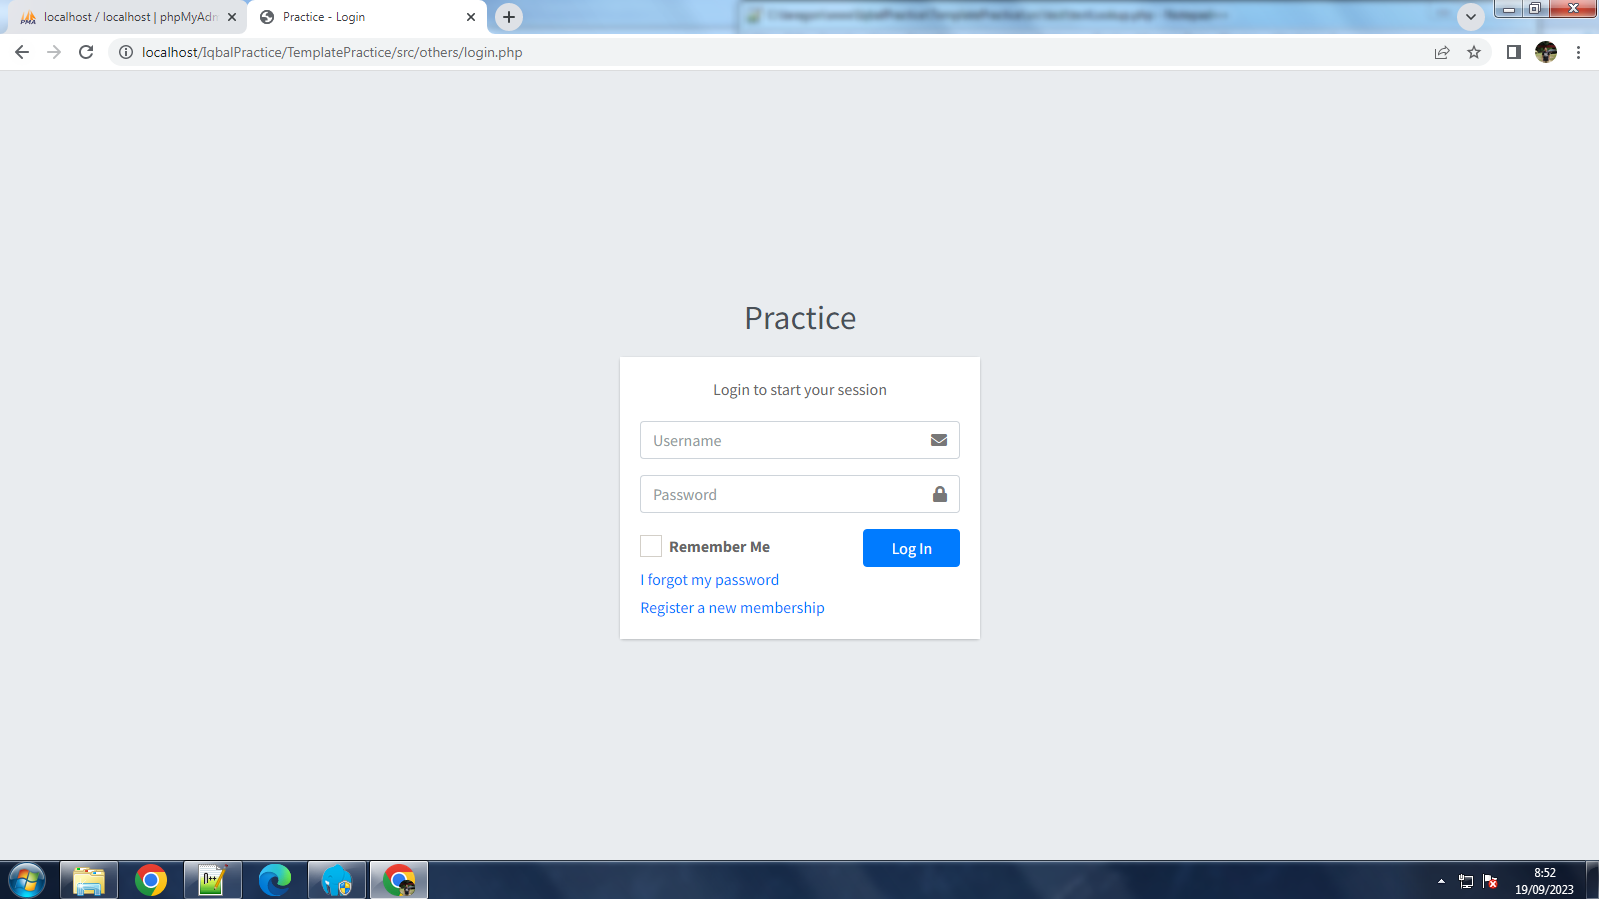 localhost / localhost | phpMyAdm
Practice - Login
localhost/IqbalPractice/TemplatePractice/src/others/login.php
Practice
Login to start your session
Username
Password
Remember Me
Log In
I forgot my password
Register a new membership
8:52
19/09/2023